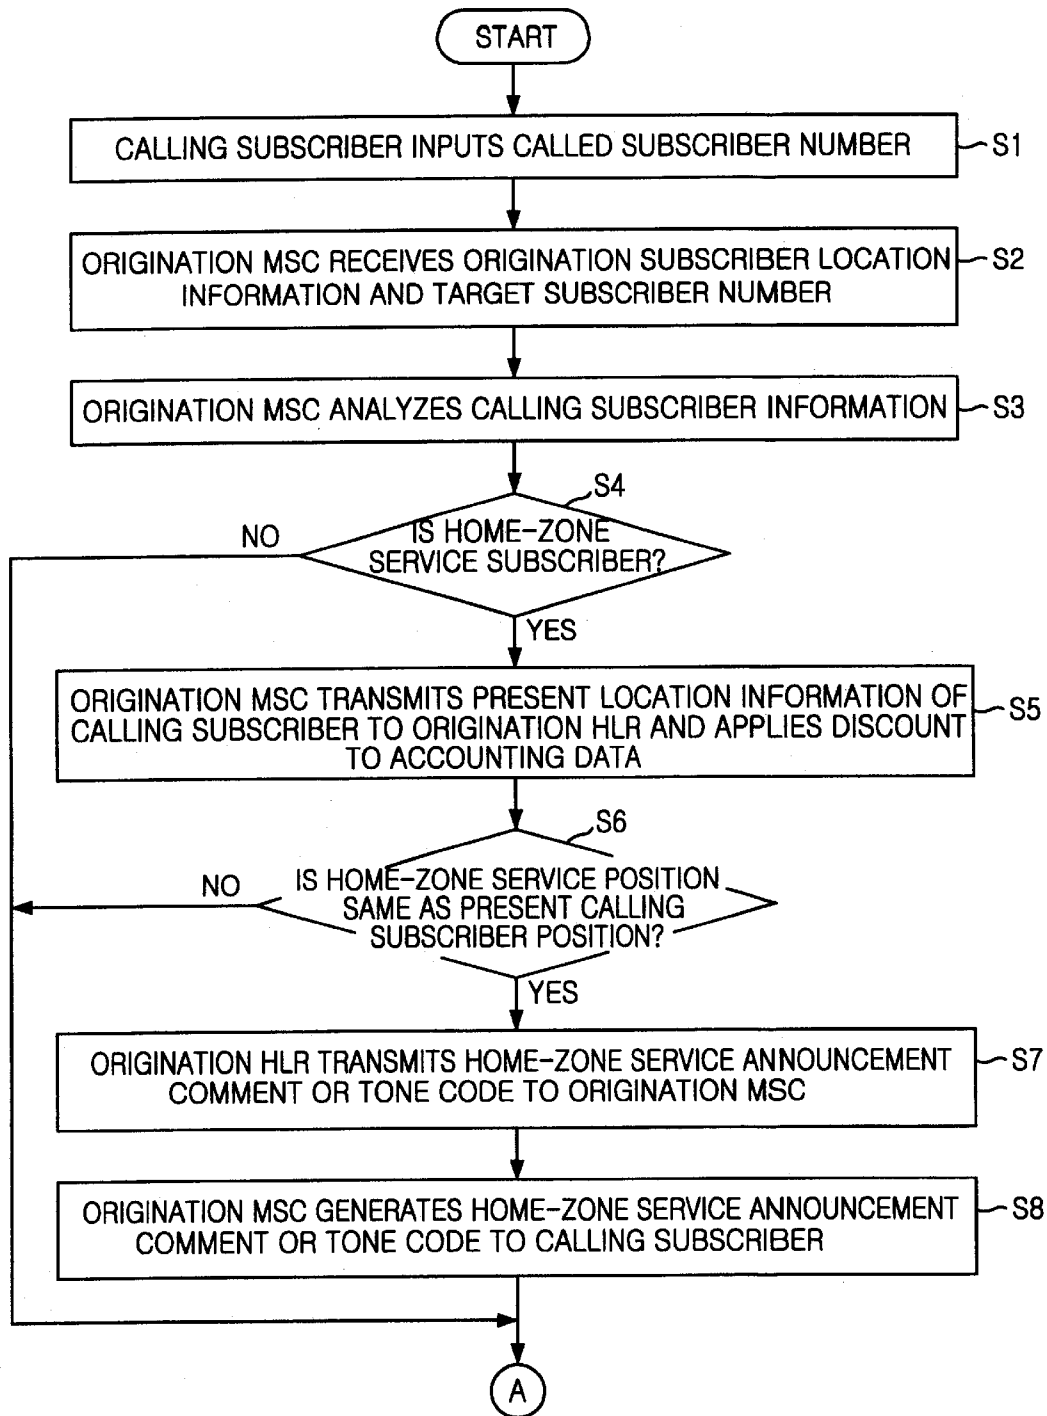 START
CALLING SUBSCRIBER INPUTS CALLED SUBSCRIBER NUMBER
S1
ORIGINATION MSC RECEIVES ORIGINATION SUBSCRIBER LOCATION
INFORMATION AND TARGET SUBSCRIBER NUMBER
S2
ORIGINATION MSC ANALYZES CALLING SUBSCRIBER INFORMATION
S3
S4
NO
IS HOME-ZONE
SERVICE SUBSCRIBER?
YES
ORIGINATION MSC TRANSMITS PRESENT LOCATION INFORMATION OF
CALLING SUBSCRIBER TO ORIGINATION HLR AND APPLIES DISCOUNT
TO ACCOUNTING DATA
S5
S6
NO
IS HOME-ZONE SERVICE POSITION
SAME AS PRESENT CALLING
SUBSCRIBER POSITION?
YES
ORIGINATION HLR TRANSMITS HOME-ZONE SERVICE ANNOUNCEMENT
COMMENT OR TONE CODE TO ORIGINATION MSC
S7
ORIGINATION MSC GENERATES HOME-ZONE SERVICE ANNOUNCEMENT
COMMENT OR TONE CODE TO CALLING SUBSCRIBER
S8
A